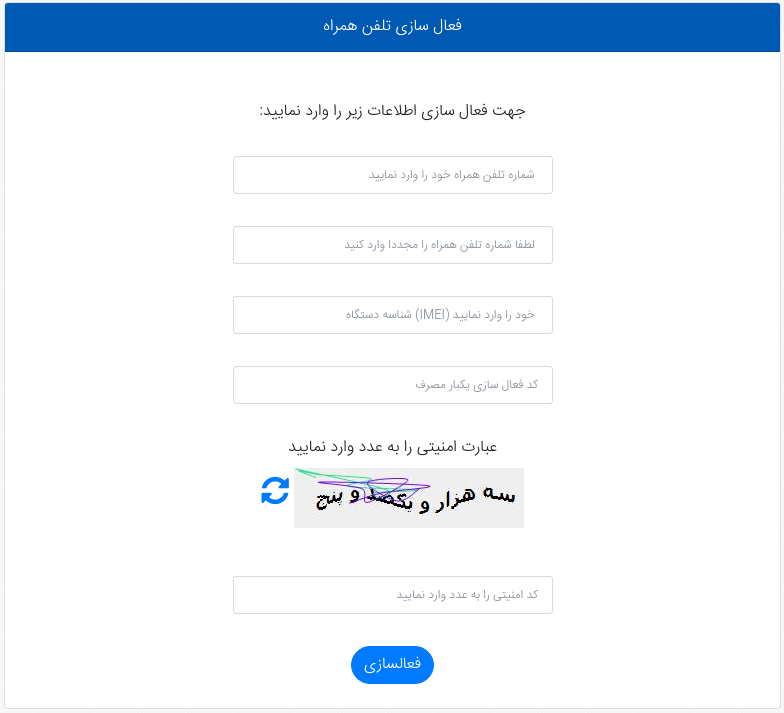 فعال سازی تلفن همراه
جهت فعال سازی اطلاعات زیر را وارد نمایید:
شماره تلفن همراه خود را وارد نمایید
لطفا شماره تلفن همراه را مجددا وارد کنید
خود را وارد نمایید (IMEI) شناسه دستگاه
کد فعال سازی یکبار مصرف
عبارت امنیتی را به عدد وارد نمایید
سه هزار و یکصد و پنج
کد امنیتی را به عدد وارد نمایید
فعالسازی